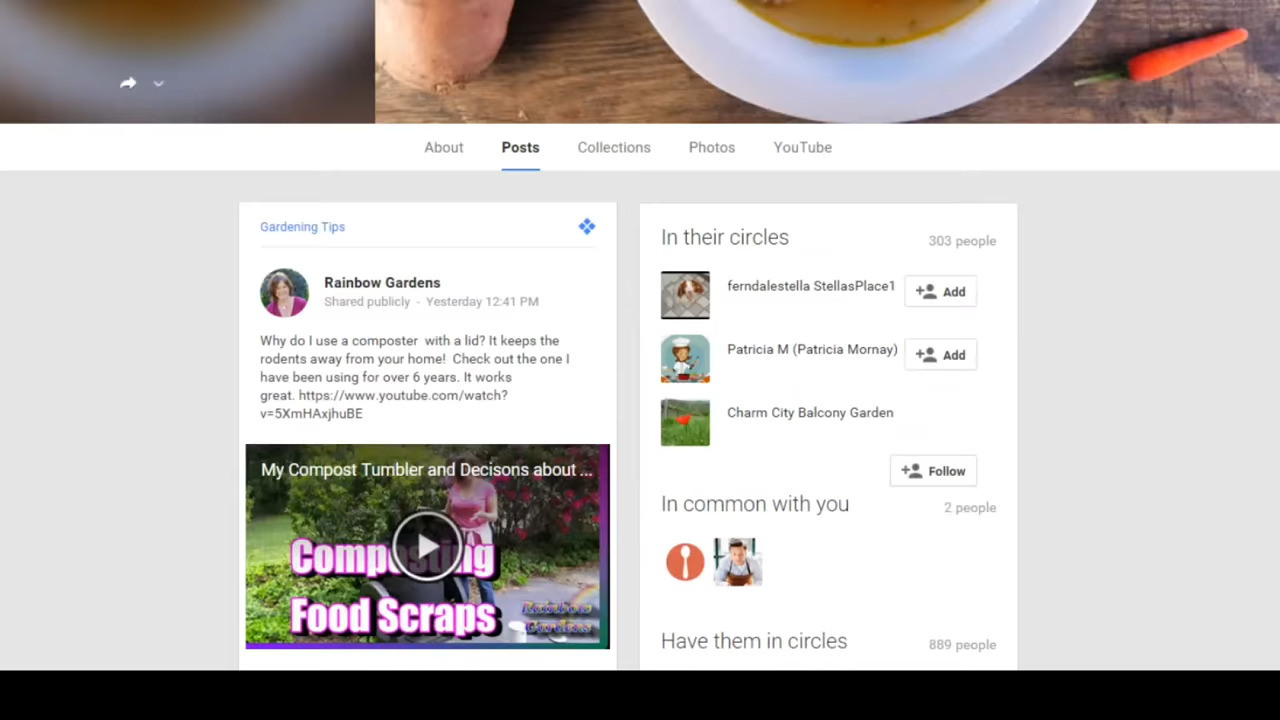 About Posts Collections Photos YouTube
Gardening Tips
Rainbow Gardens
Shared publicly - Yesterday 12:41 PM
Why do I use a composter with a lid? It keeps the
rodents away from your home! Check out the one I
have been using for over 6 years. It works
great. https://www.youtube.com/watch?
v=5XmHAxjhuBE
My Compost Tumbler and Decisons about ...
Composting
Food Scraps
Rainbow
Gardens
In their circles 303 people
ferndalestella StellasPlace1 Add
Patricia M (Patricia Mornay) Add
Charm City Balcony Garden
Follow
In common with you 2 people
Have them in circles 889 people